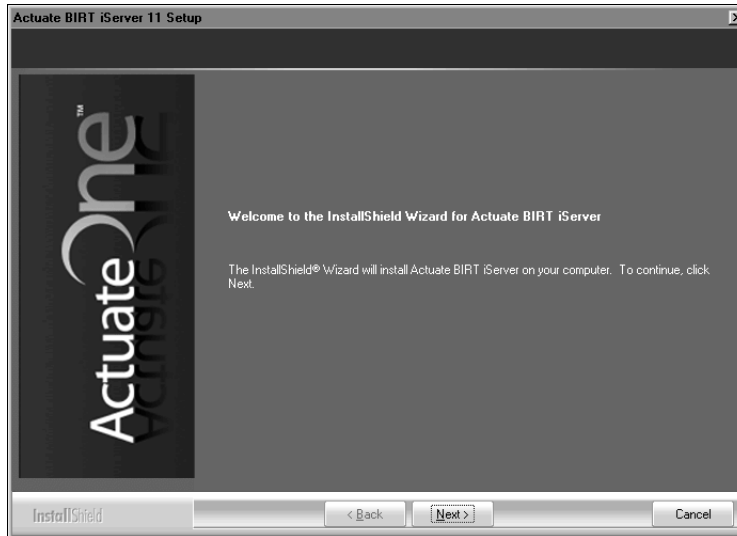 Actuate BIRT iServer 11 Setup
ActuateOne™
Welcome to the InstallShield Wizard for Actuate BIRT iServer
The InstallShield® Wizard will install Actuate BIRT iServer on your computer. To continue, click
Next.
InstallShield
< Back
Next >
Cancel